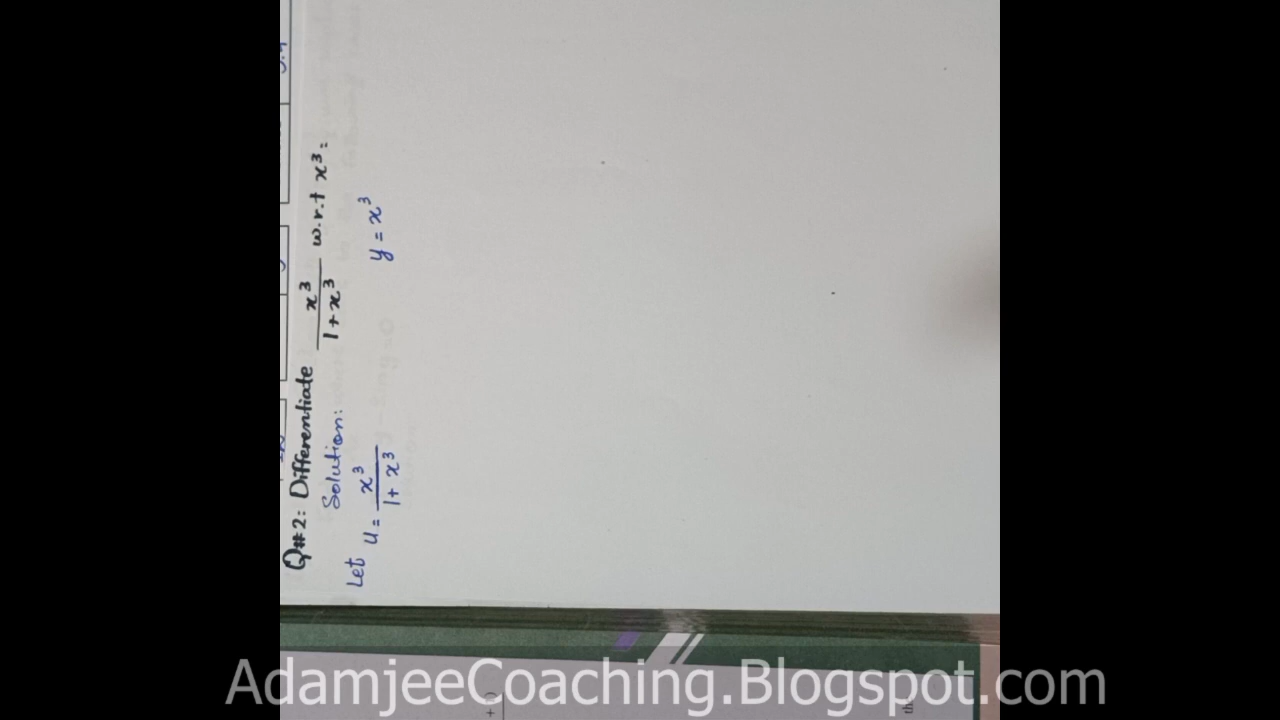 Q#2: Differentiate x³/(1+x³) w.r.t x³:
Solution:
Let u = x³/(1+x³) y = x³
AdamjeeCoaching.Blogspot.com